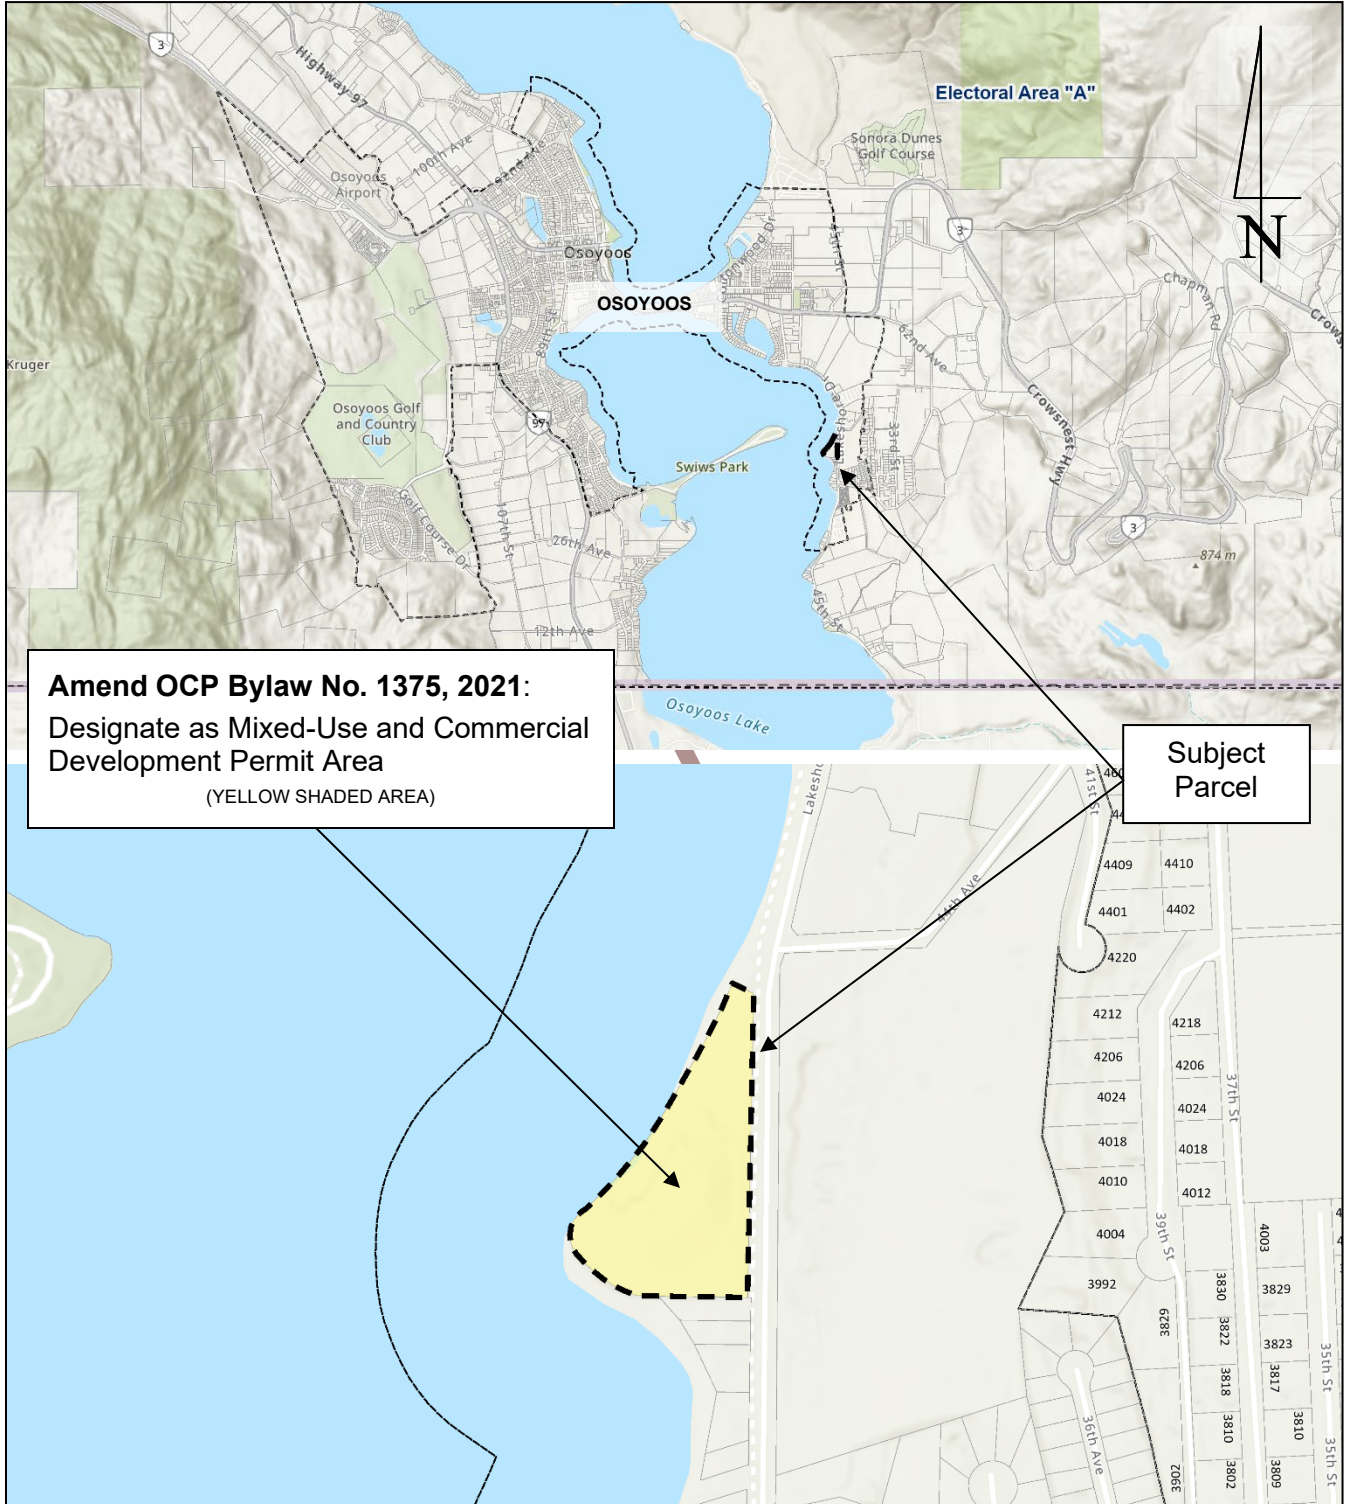 3
Highway 97
Electoral Area "A"
100th Ave
92nd Ave
Sonora Dunes
Golf Course
Osoyoos
Airport
45th St
3
N
Osoyoos
OSOYOOS
Chapman Rd
89th St
62nd Ave
Kruger
Lakeshore Dr
Crowsnest Hwy
Osoyoos Golf
and Country
Club
97
33rd St
Swiws Park
Golf Course Dr
107th St
26th Ave
3
874 m
45th St
12th Ave
Amend OCP Bylaw No. 1375, 2021:
Designate as Mixed-Use and Commercial
Development Permit Area
(YELLOW SHADED AREA)
Osoyoos Lake
Subject
Parcel
41st St
4409
4410
4401
4402
44th Ave
4220
4212
4218
4206
4206
4024
4024
37th St
4018
4018
4010
4012
4004
39th St
4003
3992
3830
3829
3829
3822
3823
35th St
3818
3817
3810
3810
36th Ave
3902
3802
3809
35th St